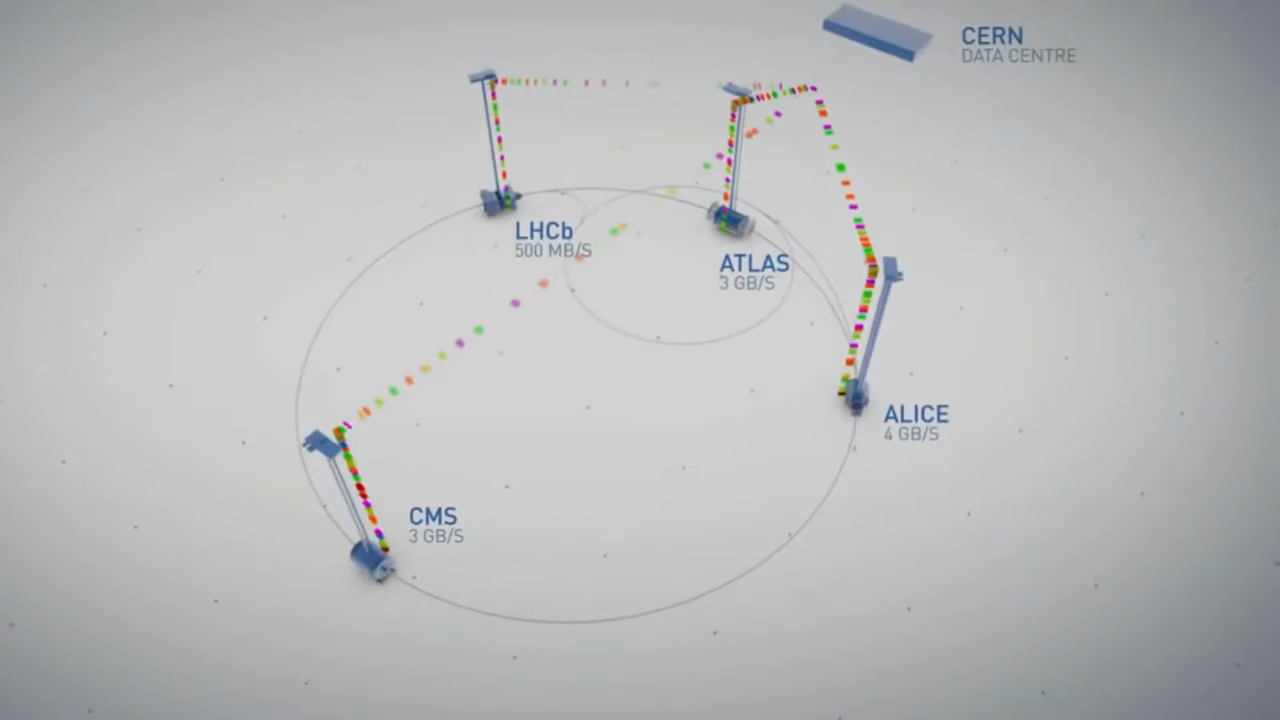 CERN
DATA CENTRE
LHCb
500 MB/S
ATLAS
3 GB/S
ALICE
4 GB/S
CMS
3 GB/S